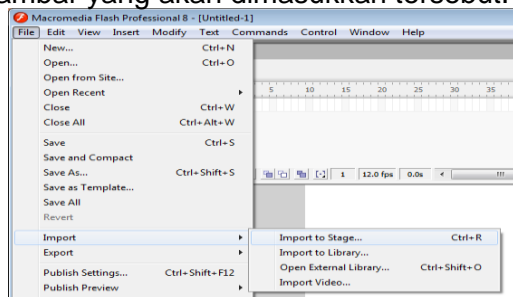 mbar yang akan dimasukkan tersebut.
Macromedia Flash Professional 8 - [Untitled-1]
File Edit View Insert Modify Text Commands Control Window Help
New... Ctrl+N
Open... Ctrl+O
Open from Site...
Open Recent
5 10 15 20 25 30 35
Close Ctrl+W
Close All Ctrl+Alt+W
Save Ctrl+S
Save and Compact
Save As... Ctrl+Shift+S
1 12.0 fps 0.0s
Save as Template...
Save All
Revert
Import
Import to Stage... Ctrl+R
Export
Import to Library...
Open External Library... Ctrl+Shift+O
Publish Settings... Ctrl+Shift+F12
Import Video...
Publish Preview